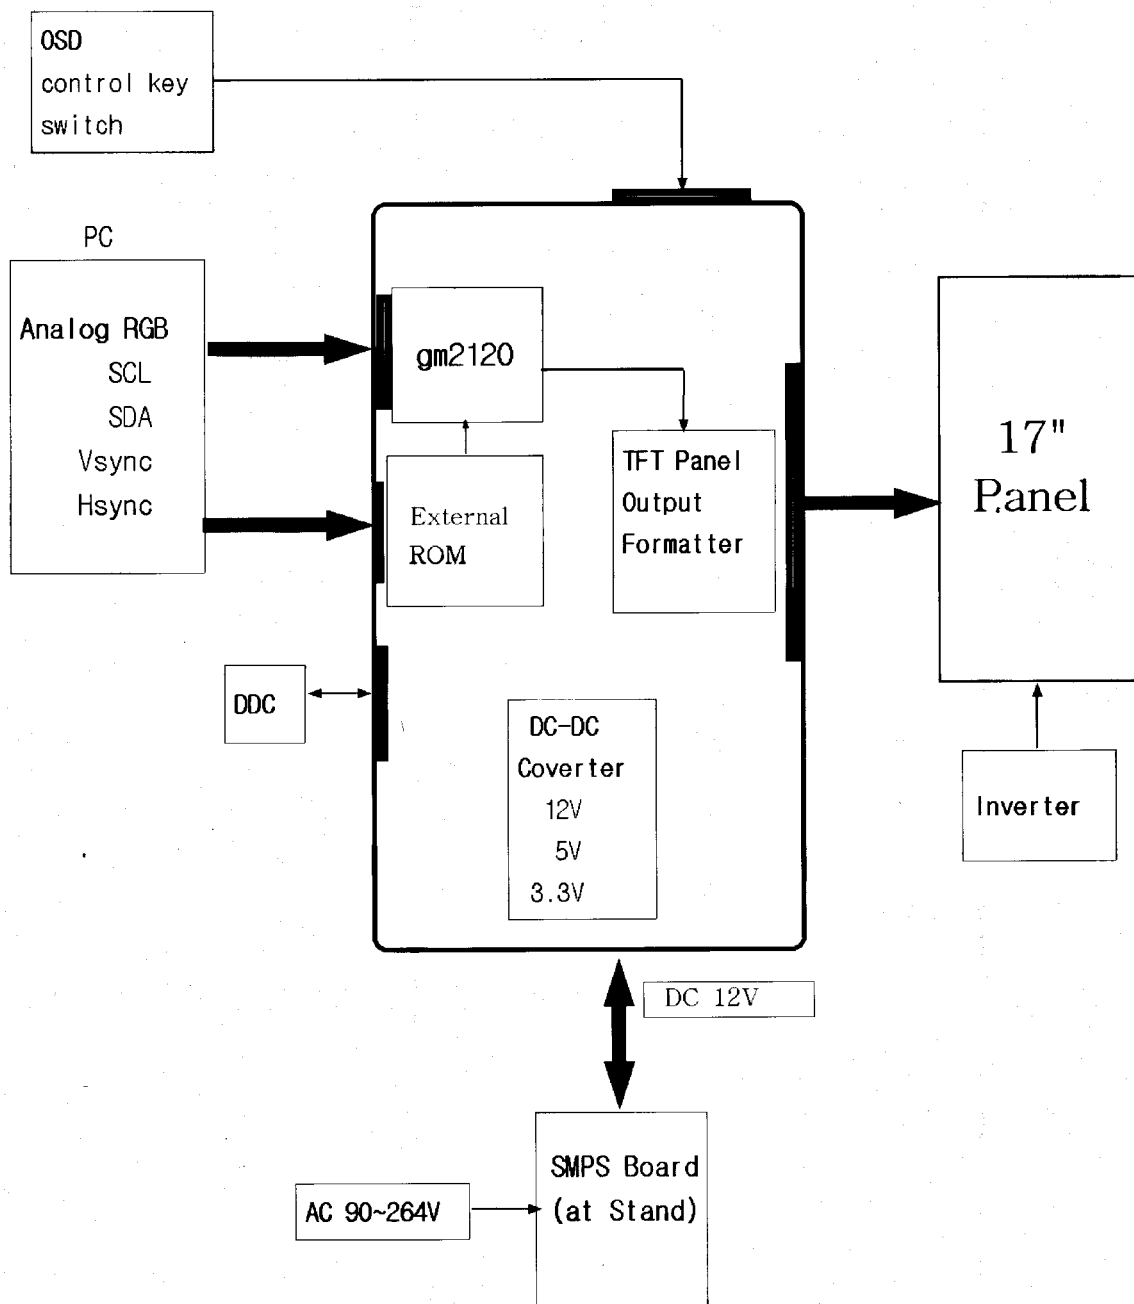 OSD
control key
switch
PC
Analog RGB
SCL
SDA
Vsync
Hsync
gm2120
External
ROM
TFT Panel
Output
Formatter
17"
Panel
DDC
DC-DC
Coverter
12V
5V
3.3V
Inverter
DC 12V
SMPS Board
(at Stand)
AC 90~264V